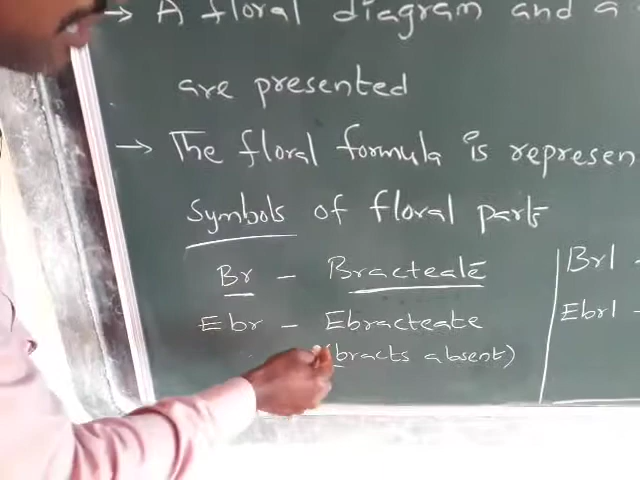 → A floral diagram and a
are presented
→ The floral formula is represen
Symbols of floral parts
Br - Bracteate
Ebr - Ebracteate
(bracts absent)
Brl -
Ebrl -